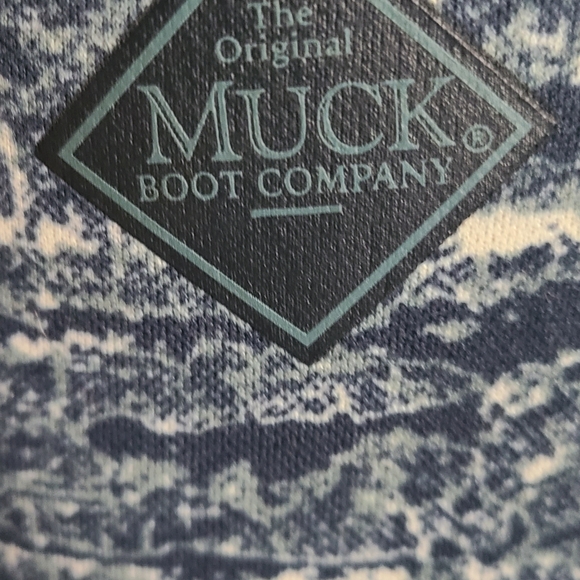 The
Original
MUCK®
BOOT COMPANY